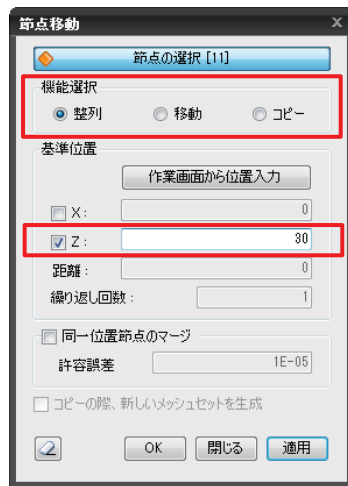 節点移動 x
節点の選択 [11]
機能選択
整列 移動 コピー
基準位置
作業画面から位置入力
X: 0
Z: 30
距離: 0
繰り返し回数: 1
同一位置節点のマージ
許容誤差 1E-05
コピーの際、新しいメッシュセットを生成
OK 閉じる 適用